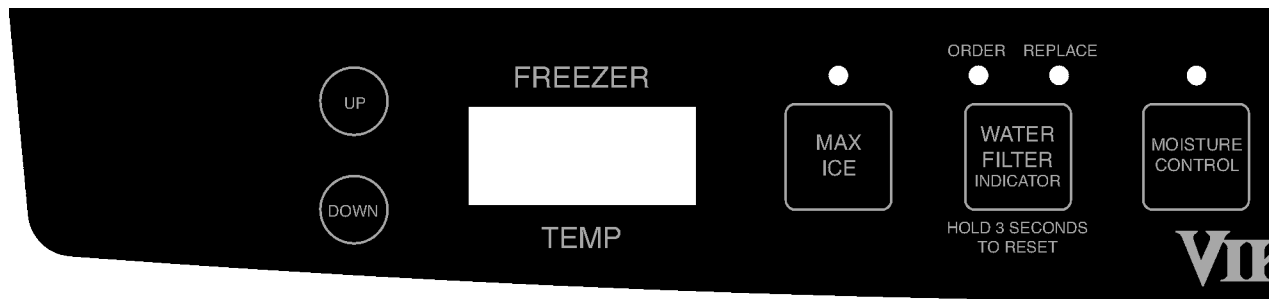 UP
DOWN
FREEZER
TEMP
MAX
ICE
ORDER REPLACE
WATER
FILTER
INDICATOR
HOLD 3 SECONDS
TO RESET
MOISTURE
CONTROL